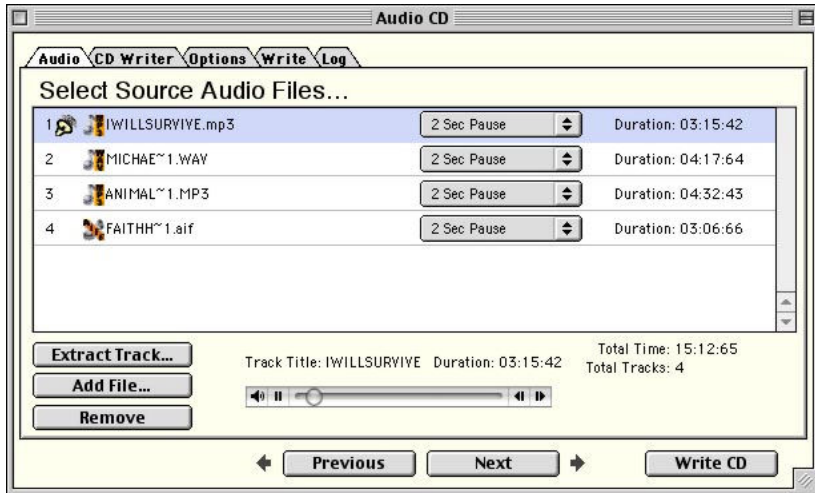 Audio CD
Audio CD Writer Options Write Log
Select Source Audio Files...
1 IWILLSURVIVE.mp3 2 Sec Pause Duration: 03:15:42
2 MICHAE~1.WAV 2 Sec Pause Duration: 04:17:64
3 ANIMAL~1.MP3 2 Sec Pause Duration: 04:32:43
4 FAITHH~1.aif 2 Sec Pause Duration: 03:06:66
Extract Track...
Add File...
Remove
Track Title: IWILLSURVIVE Duration: 03:15:42
Total Time: 15:12:65
Total Tracks: 4
Previous Next Write CD